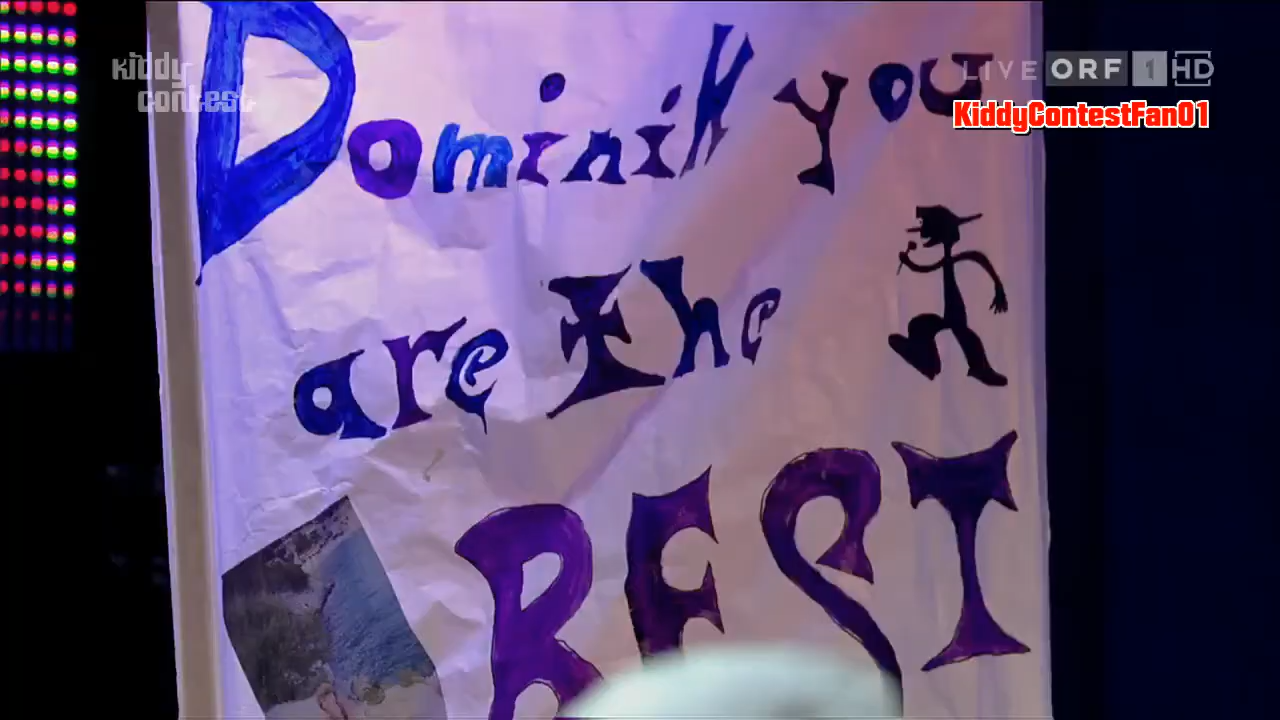 Dominik you
are the
BEST
kiddy
contest
LIVE ORF 1 HD
KiddyContestFan01